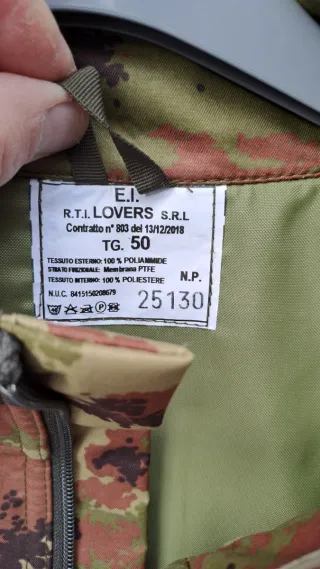 E.I.
R.T.I. LOVERS S.R.L
Contratto n° 803 del 13/12/2018
TG. 50
TESSUTO ESTERNO: 100 % POLIAMMIDE
STRATO FUNZIONALE: Membrana PTFE
TESSUTO INTERNO: 100 % POLIESTERE N.P.
N.U.C. 8415150208679 25130